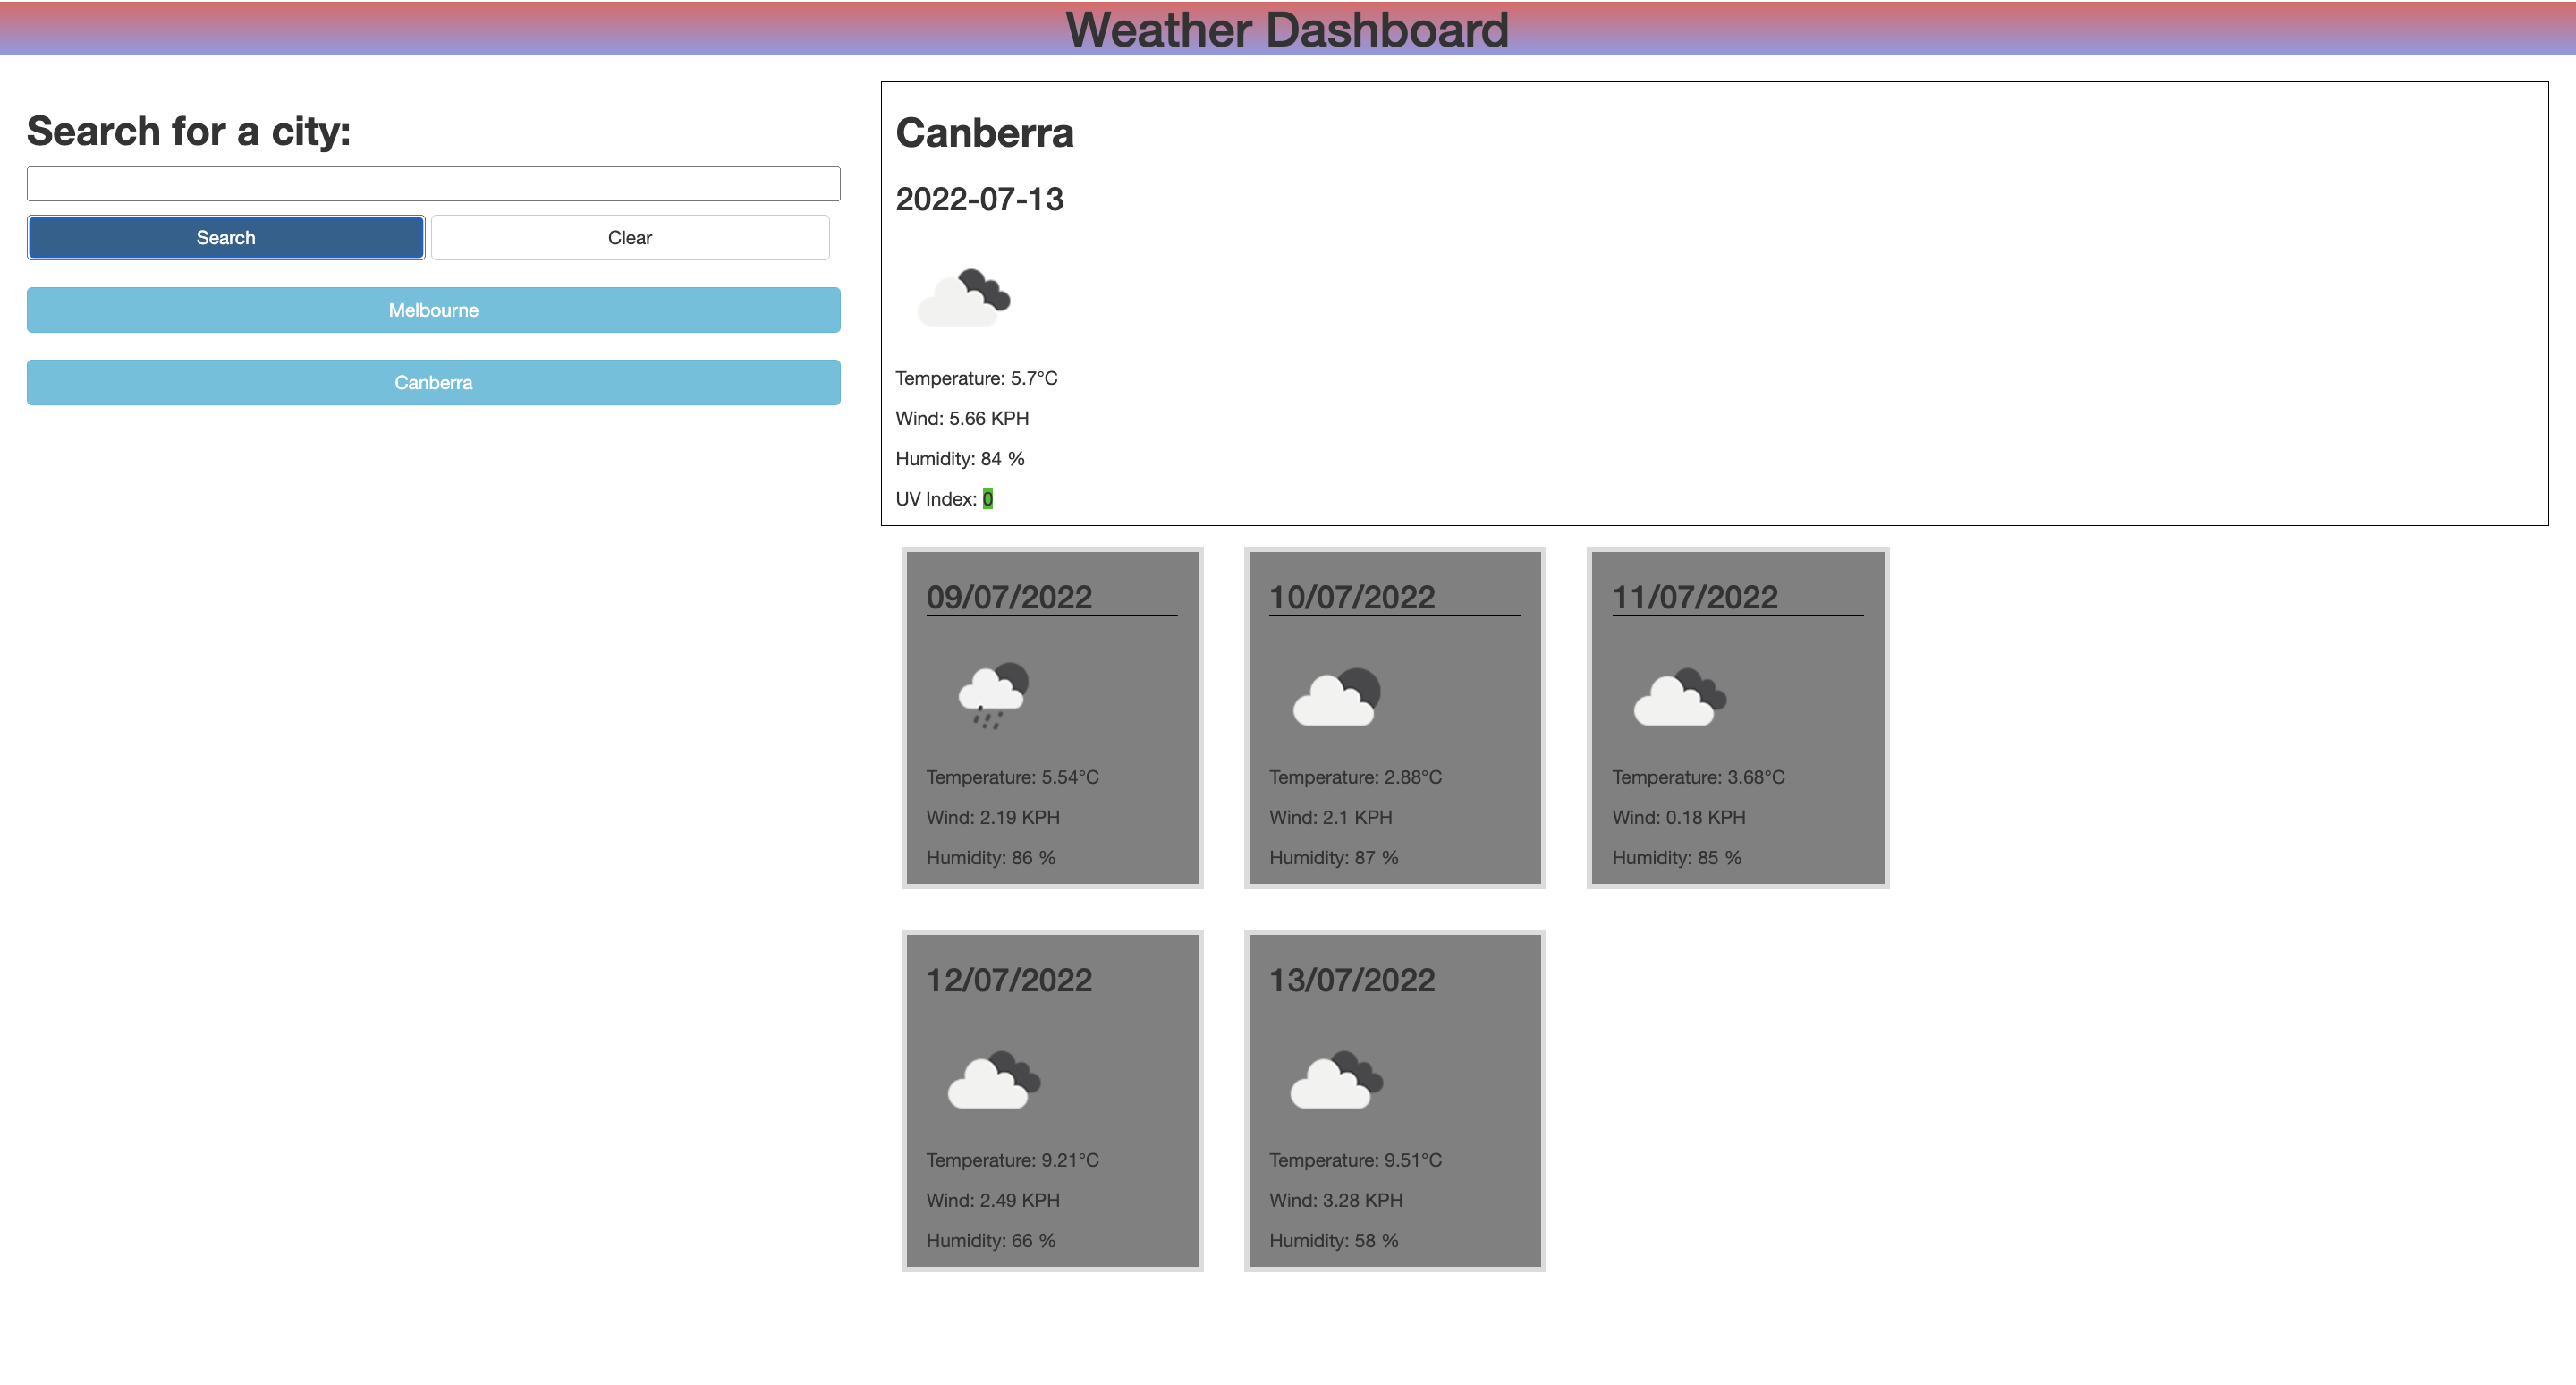 Weather Dashboard
Search for a city:
Search
Clear
Melbourne
Canberra
Canberra
2022-07-13
Temperature: 5.7°C
Wind: 5.66 KPH
Humidity: 84 %
UV Index: 0
09/07/2022
Temperature: 5.54°C
Wind: 2.19 KPH
Humidity: 86 %
10/07/2022
Temperature: 2.88°C
Wind: 2.1 KPH
Humidity: 87 %
11/07/2022
Temperature: 3.68°C
Wind: 0.18 KPH
Humidity: 85 %
12/07/2022
Temperature: 9.21°C
Wind: 2.49 KPH
Humidity: 66 %
13/07/2022
Temperature: 9.51°C
Wind: 3.28 KPH
Humidity: 58 %